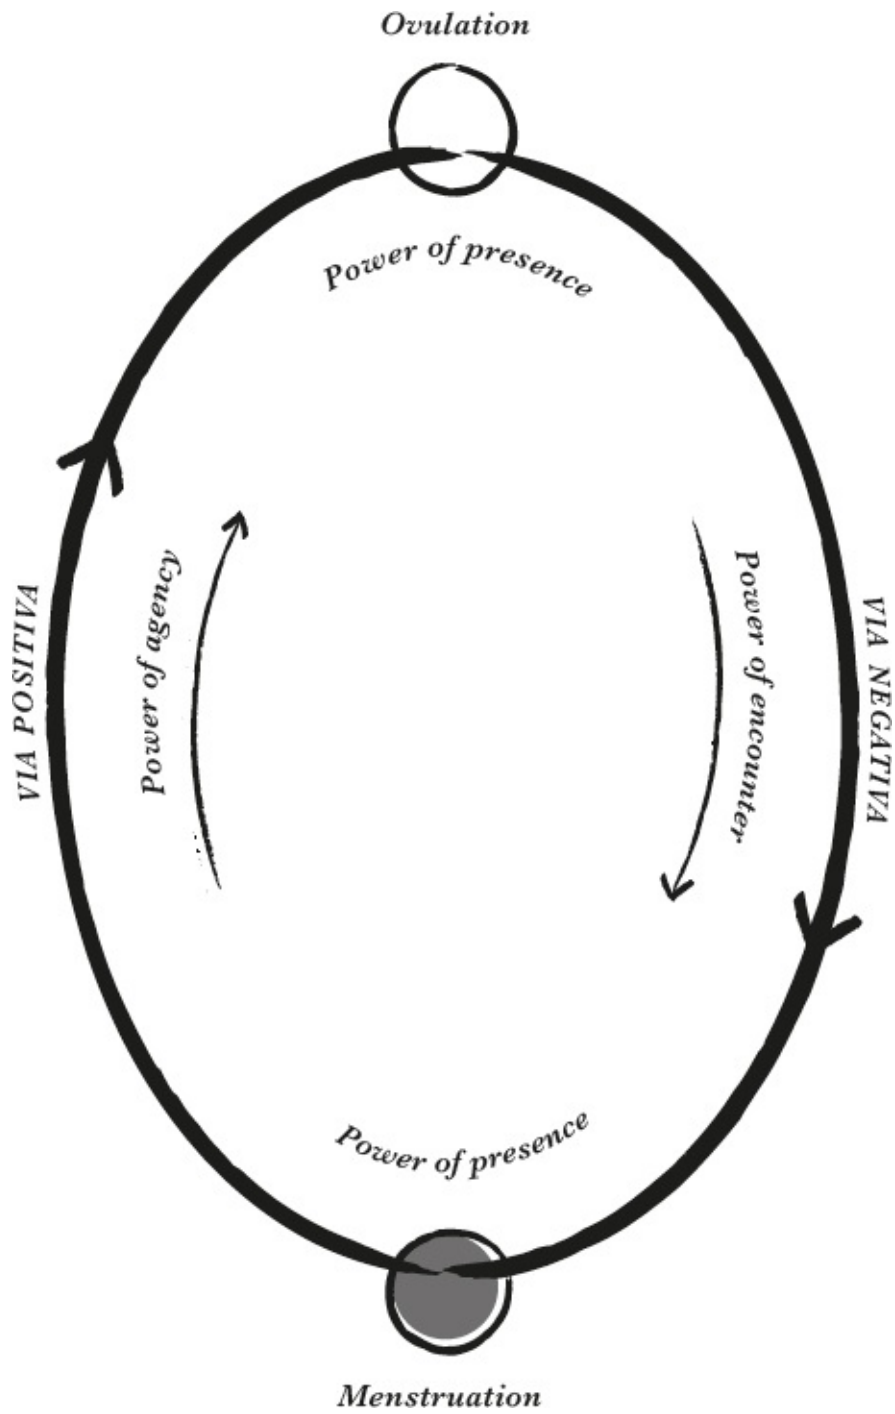 Ovulation
Power of presence
VIA POSITIVA
Power of agency
Power of encounter
VIA NEGATIVA
Power of presence
Menstruation